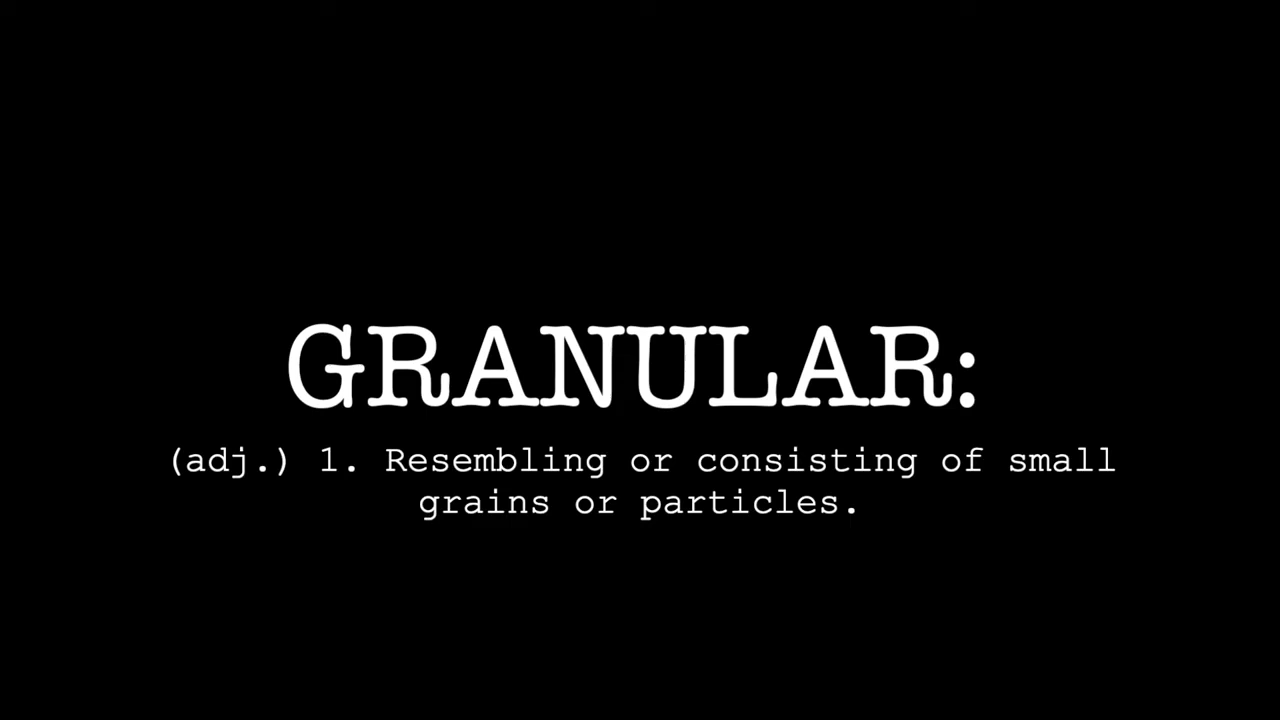 GRANULAR:
(adj.) 1. Resembling or consisting of small
grains or particles.